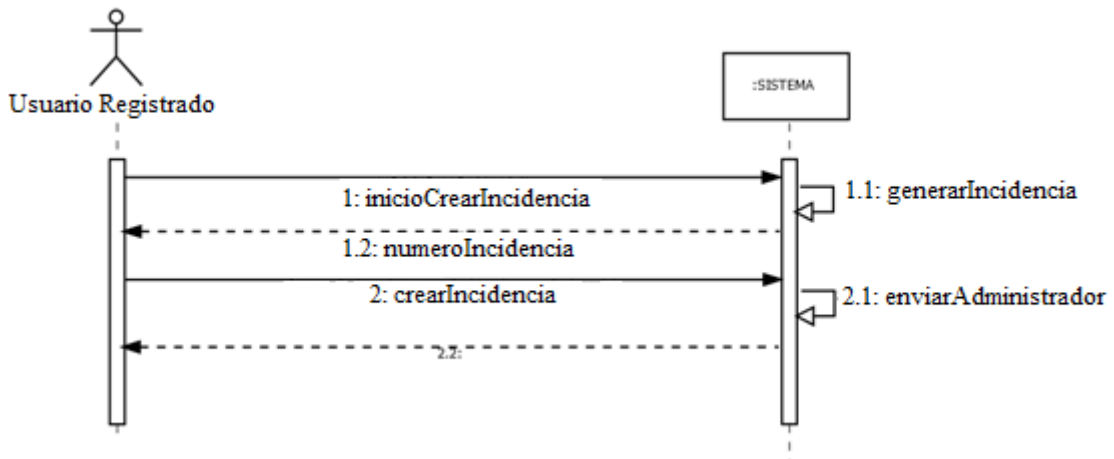 Usuario Registrado
:SISTEMA
1: inicioCrearIncidencia
1.1: generarIncidencia
1.2: numeroIncidencia
2: crearIncidencia
2.1: enviarAdministrador
2.2: